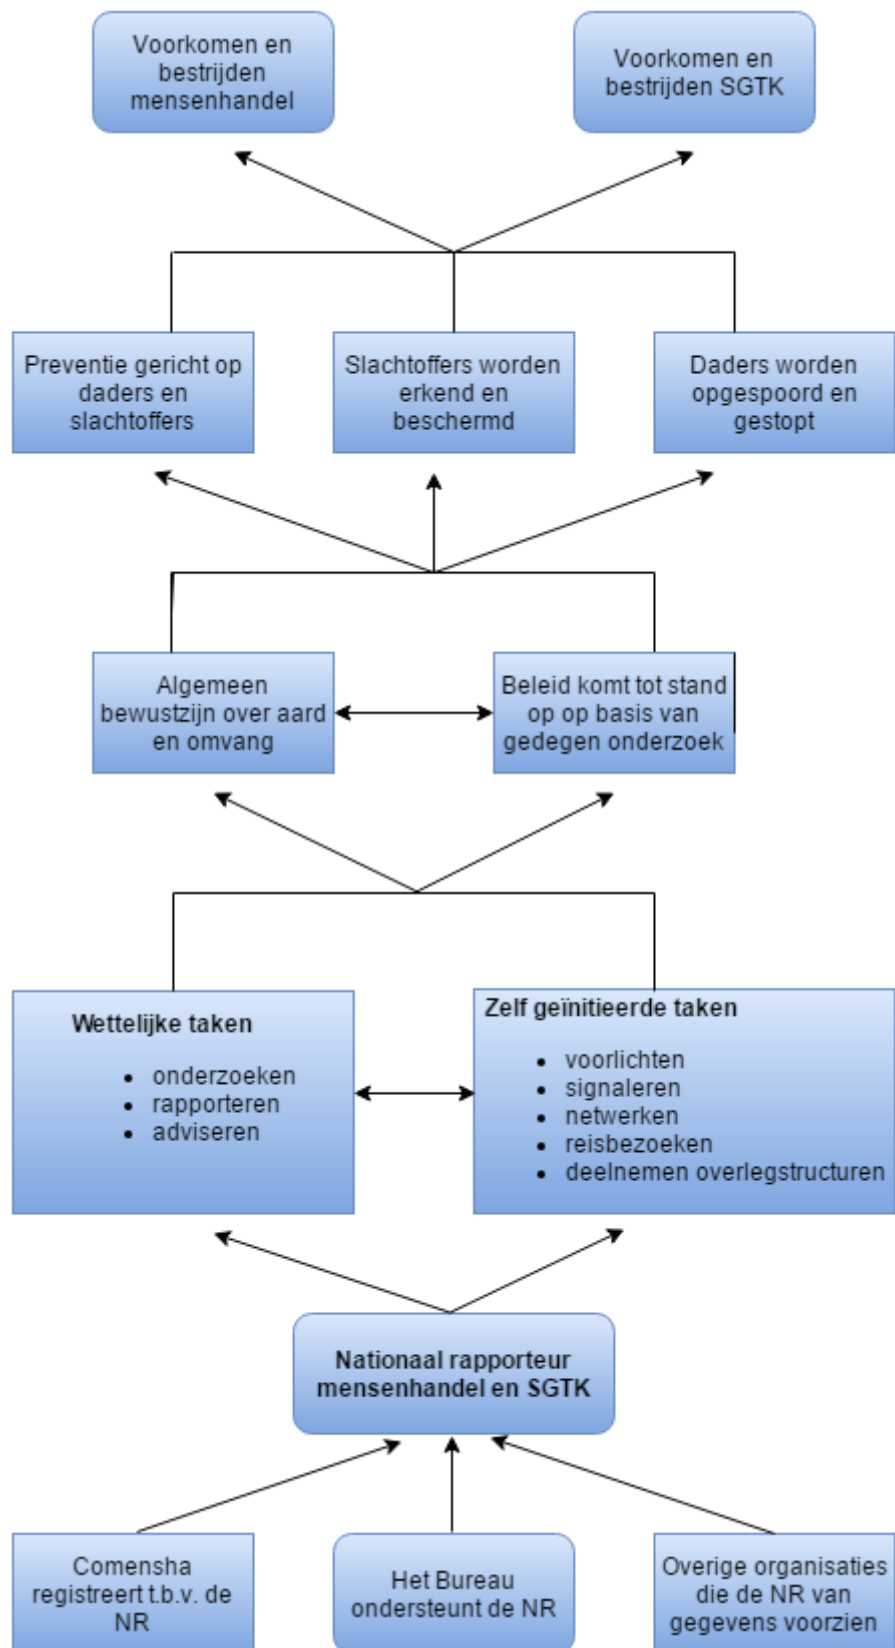 Voorkomen en
bestrijden
mensenhandel
Voorkomen en
bestrijden SGTK
Preventie gericht op
daders en
slachtoffers
Slachtoffers worden
erkend en
beschermd
Daders worden
opgespoord en
gestopt
Algemeen
bewustzijn over aard
en omvang
Beleid komt tot stand
op op basis van
gedegen onderzoek
Wettelijke taken
• onderzoeken
• rapporteren
• adviseren
Zelf geïnitieerde taken
• voorlichten
• signaleren
• netwerken
• reisbezoeken
• deelnemen overlegstructuren
Nationaal rapporteur
mensenhandel en SGTK
Comensha
registreert t.b.v. de
NR
Het Bureau
ondersteunt de NR
Overige organisaties
die de NR van
gegevens voorzien